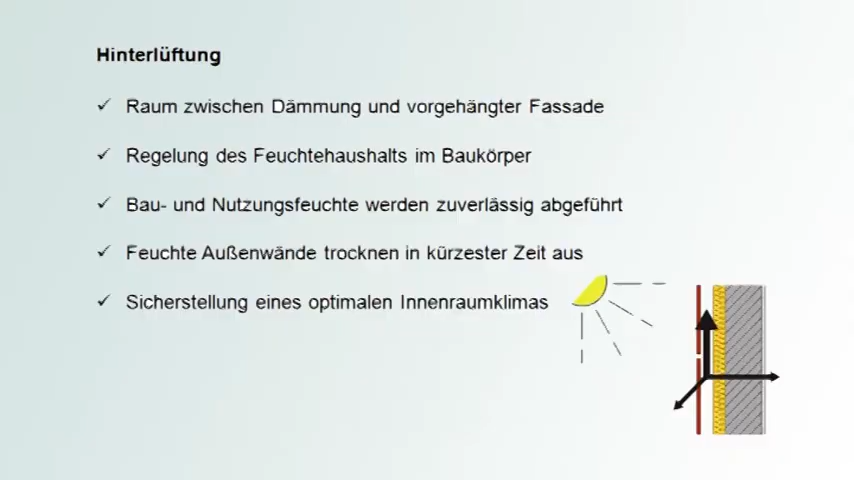 Hinterlüftung
Raum zwischen Dämmung und vorgehängter Fassade
Regelung des Feuchtehaushalts im Baukörper
Bau- und Nutzungsfeuchte werden zuverlässig abgeführt
Feuchte Außenwände trocknen in kürzester Zeit aus
Sicherstellung eines optimalen Innenraumklimas